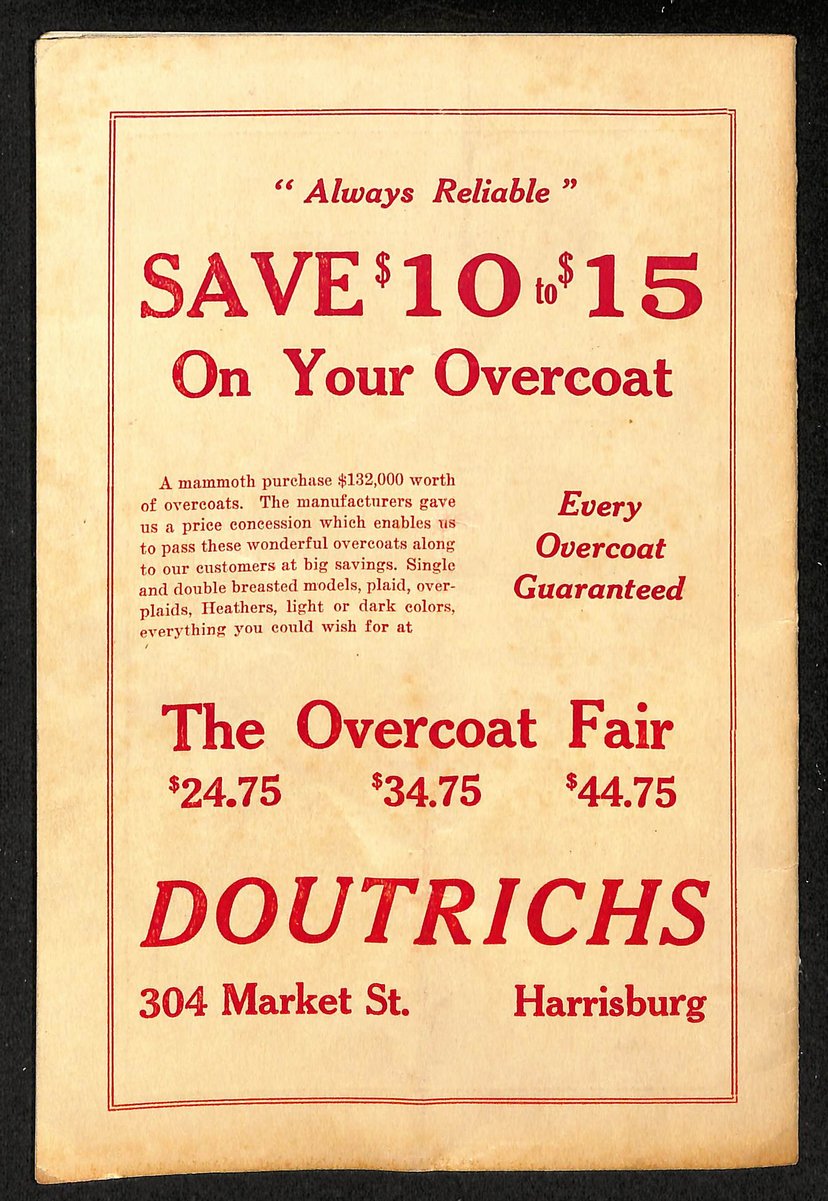 “ Always Reliable ”
SAVE $10 to $15
On Your Overcoat
A mammoth purchase $132,000 worth
of overcoats. The manufacturers gave
us a price concession which enables us
to pass these wonderful overcoats along
to our customers at big savings. Single
and double breasted models, plaid, over-
plaids, Heathers, light or dark colors,
everything you could wish for at
Every
Overcoat
Guaranteed
The Overcoat Fair
$24.75 $34.75 $44.75
DOUTRICHS
304 Market St. Harrisburg